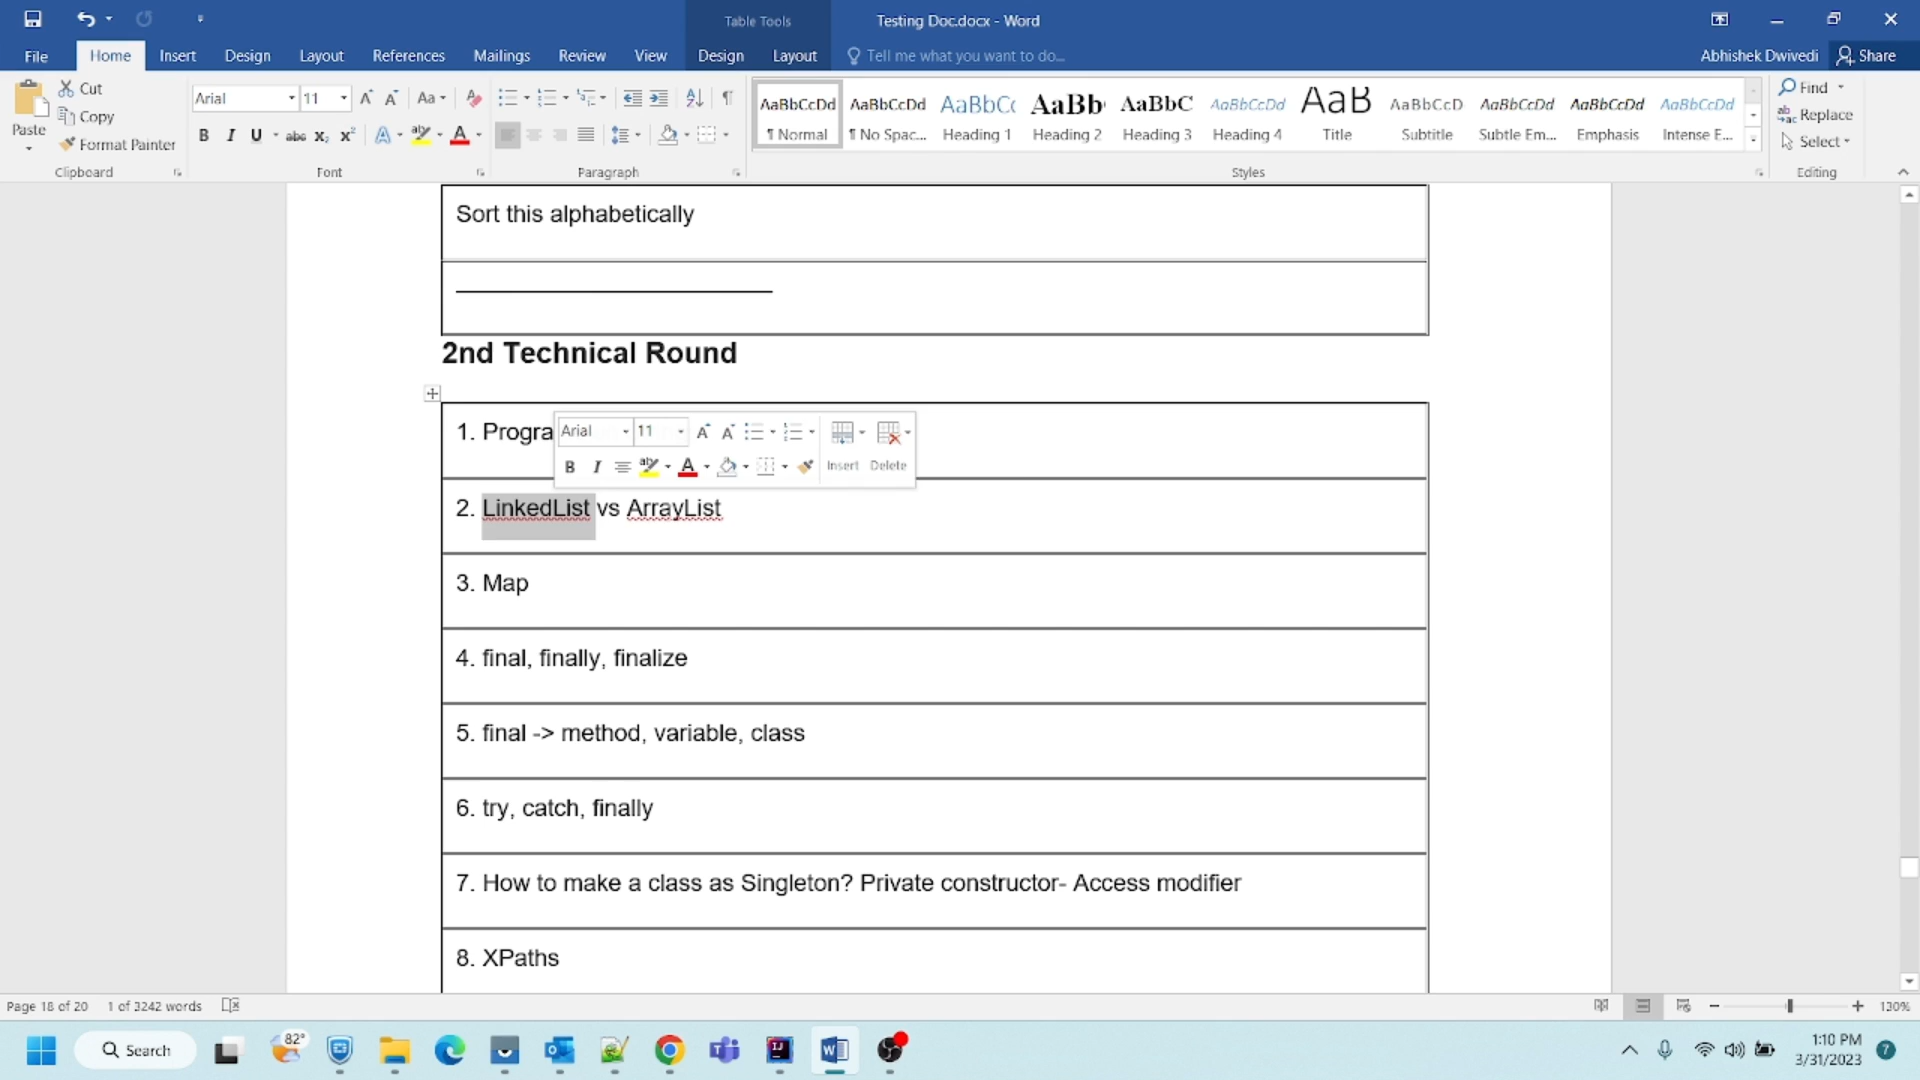 Table Tools
Testing Doc.docx - Word
File
Home
Insert
Design
Layout
References
Mailings
Review
View
Design
Layout
Tell me what you want to do...
Abhishek Dwivedi
Share
Paste
Cut
Copy
Format Painter
Clipboard
Arial
11
Font
Paragraph
AaBbCcDd
¶ Normal
AaBbCcDd
¶ No Spac...
AaBbCc
Heading 1
AaBb
Heading 2
AaBbC
Heading 3
AaBbCcDd
Heading 4
AaB
Title
AaBbCcD
Subtitle
AaBbCcDd
Subtle Em...
AaBbCcDd
Emphasis
AaBbCcDd
Intense E...
Styles
Find
Replace
Select
Editing
Sort this alphabetically
2nd Technical Round
1. Progra
Arial
11
Insert
Delete
2. LinkedList vs ArrayList
3. Map
4. final, finally, finalize
5. final -> method, variable, class
6. try, catch, finally
7. How to make a class as Singleton? Private constructor- Access modifier
8. XPaths
Page 18 of 20
1 of 3242 words
130%
Search
82°
1:10 PM
3/31/2023
7